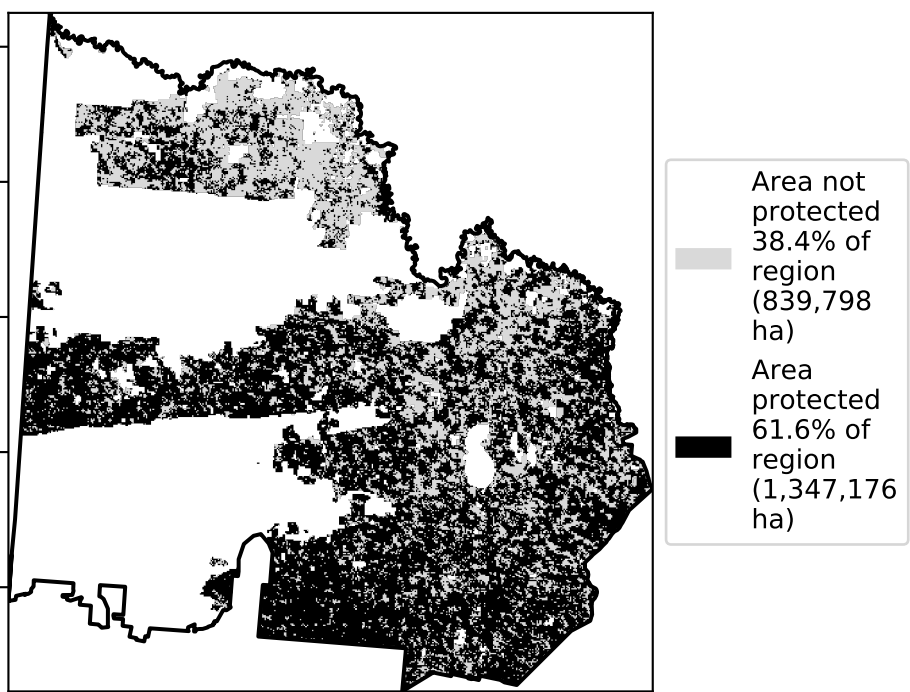 Area not
protected
38.4% of
region
(839,798
ha)
Area
protected
61.6% of
region
(1,347,176
ha)